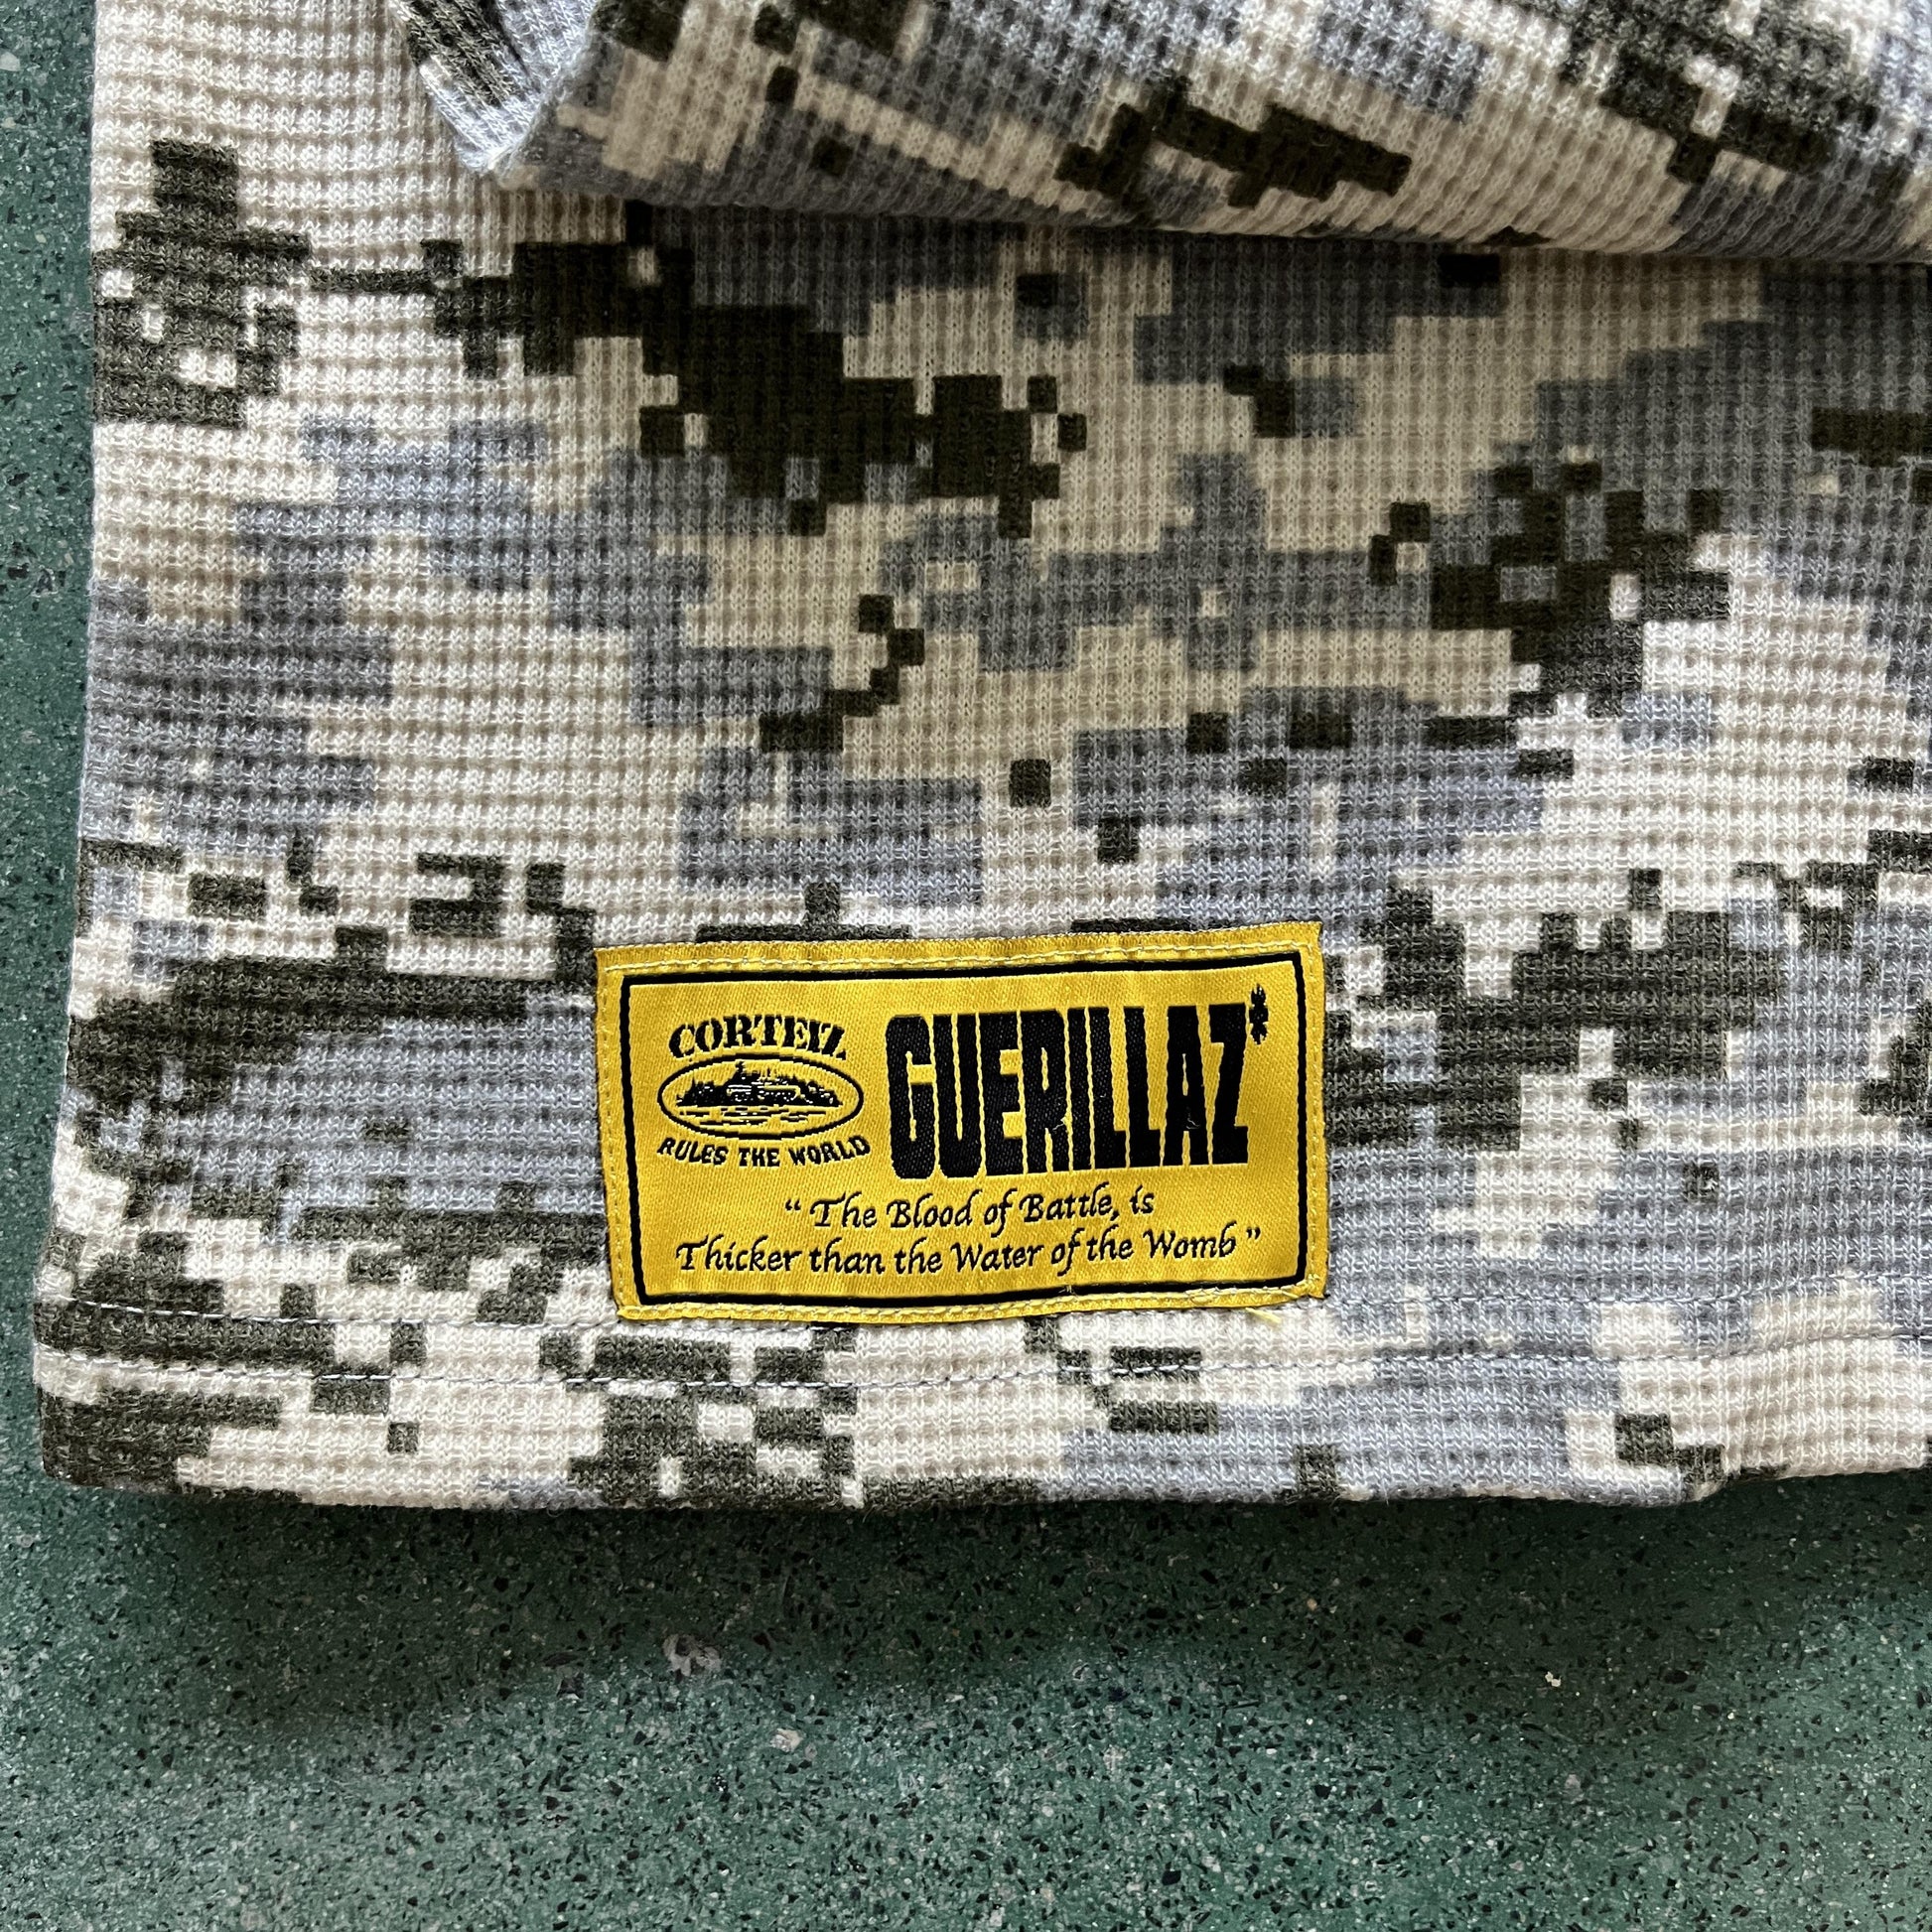 CORTEIZ
RULES THE WORLD
GUERILLAZ*
“The Blood of Battle, is
Thicker than the Water of the Womb”